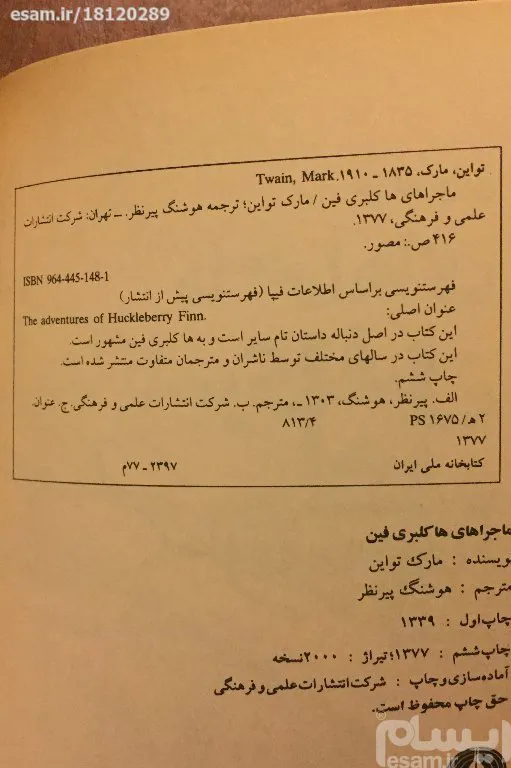 esam.ir/18120289
تواین، مارک، ۱۸۳۵ ـ ۱۹۱۰.Twain, Mark
ماجراهای هاکلبری فین / مارک تواین؛ ترجمه هوشنگ پیرنظر. ـ تهران: شرکت انتشارات
علمی و فرهنگی، ۱۳۷۷.
۴۱۶ ص.: مصور.
ISBN 964-445-148-1
فهرستنویسی براساس اطلاعات فیپا (فهرستنویسی پیش از انتشار)
عنوان اصلی: The adventures of Huckleberry Finn.
این کتاب در اصل دنباله داستان تام سایر است و به هاکلبری فین مشهور است.
این کتاب در سالهای مختلف توسط ناشران و مترجمان متفاوت منتشر شده است.
چاپ ششم.
الف. پیرنظر، هوشنگ، ۱۳۰۳ ـ، مترجم. ب. شرکت انتشارات علمی و فرهنگی. ج. عنوان.
۲ ه‍/ PS ۱۶۷۵ ۸۱۳/۴
۱۳۷۷
کتابخانه ملی ایران ۲۳۹۷ ـ ۷۷م
ماجراهای هاکلبری فین
ویسنده : مارک تواین
مترجم : هوشنگ پیرنظر
چاپ اول : ۱۳۳۹
چاپ ششم : ۱۳۷۷؛ تیراژ : ۲۰۰۰ نسخه
آماده‌سازی و چاپ : شرکت انتشارات علمی و فرهنگی
حق چاپ محفوظ است.
ایسام
esam.ir